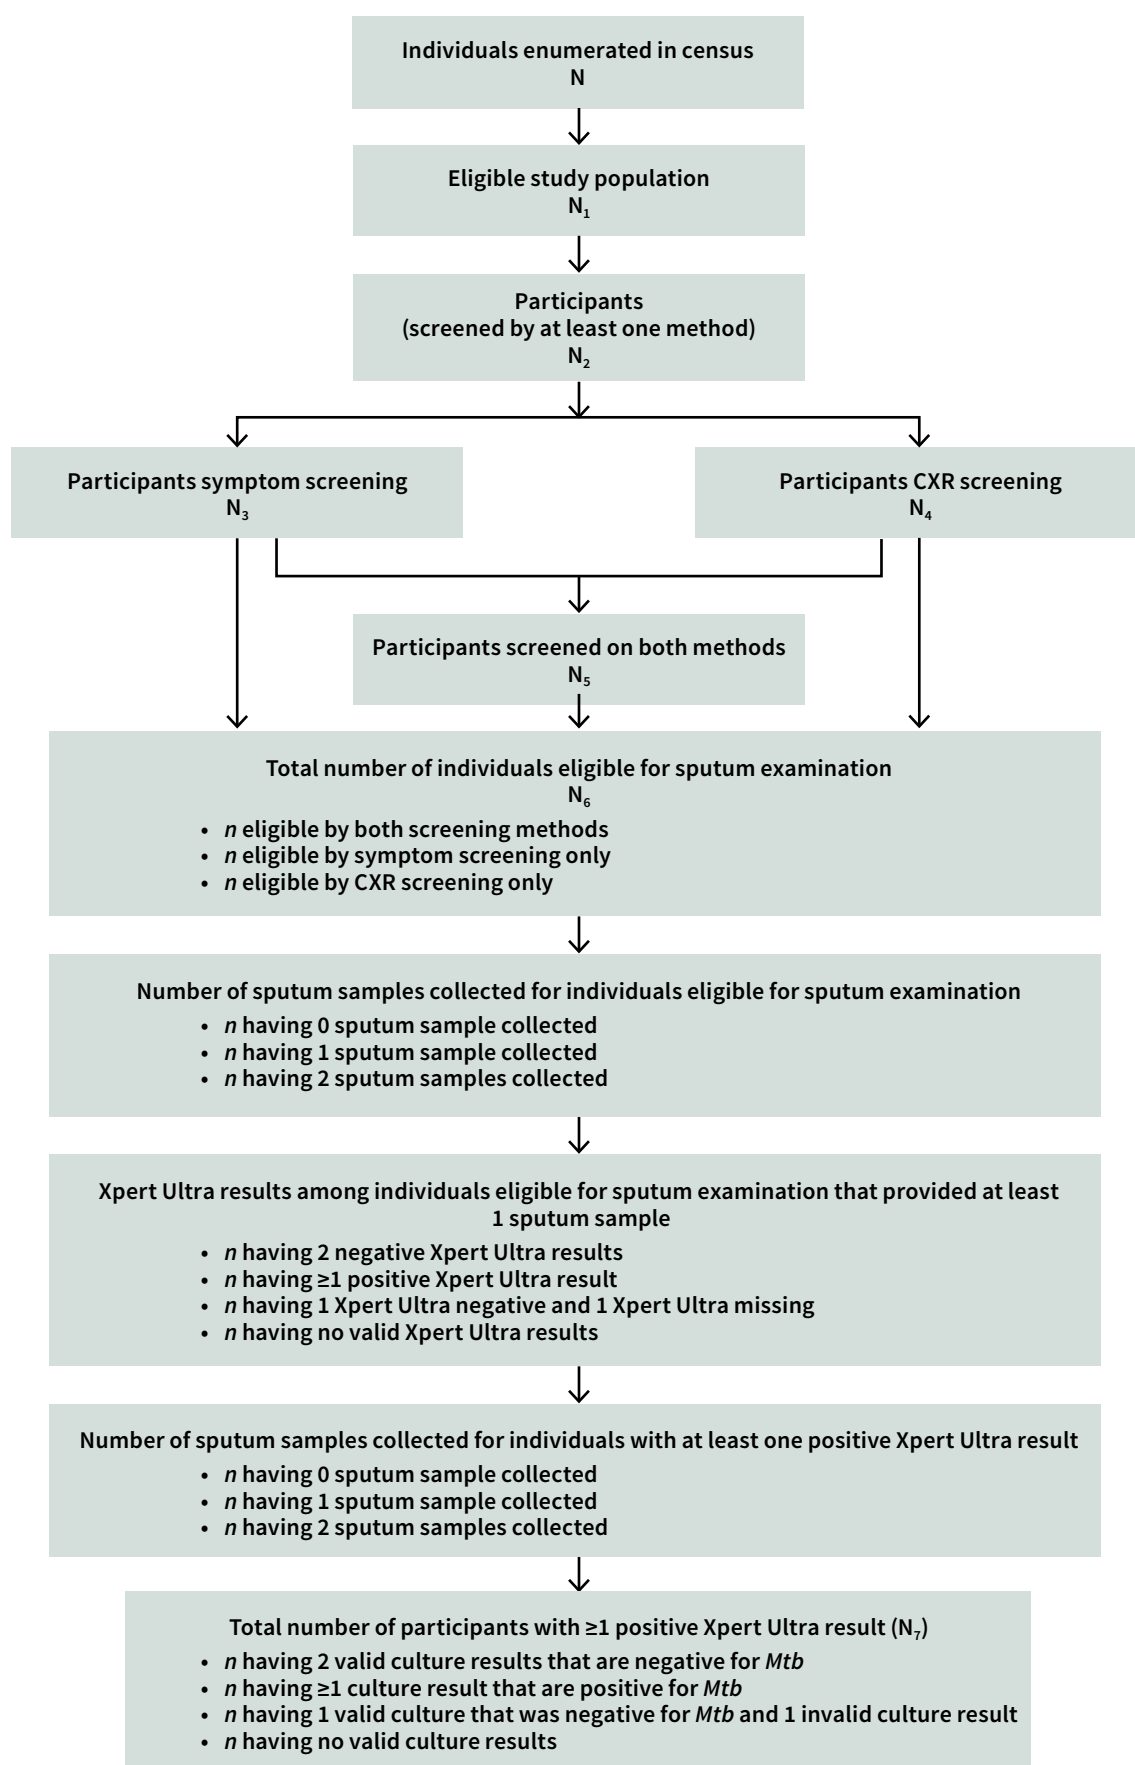 Individuals enumerated in census
N
Eligible study population
N₁
Participants
(screened by at least one method)
N₂
Participants symptom screening
N₃
Participants CXR screening
N₄
Participants screened on both methods
N₅
Total number of individuals eligible for sputum examination
N₆
• n eligible by both screening methods
• n eligible by symptom screening only
• n eligible by CXR screening only
Number of sputum samples collected for individuals eligible for sputum examination
• n having 0 sputum sample collected
• n having 1 sputum sample collected
• n having 2 sputum samples collected
Xpert Ultra results among individuals eligible for sputum examination that provided at least
1 sputum sample
• n having 2 negative Xpert Ultra results
• n having ≥1 positive Xpert Ultra result
• n having 1 Xpert Ultra negative and 1 Xpert Ultra missing
• n having no valid Xpert Ultra results
Number of sputum samples collected for individuals with at least one positive Xpert Ultra result
• n having 0 sputum sample collected
• n having 1 sputum sample collected
• n having 2 sputum samples collected
Total number of participants with ≥1 positive Xpert Ultra result (N₇)
• n having 2 valid culture results that are negative for Mtb
• n having ≥1 culture result that are positive for Mtb
• n having 1 valid culture that was negative for Mtb and 1 invalid culture result
• n having no valid culture results